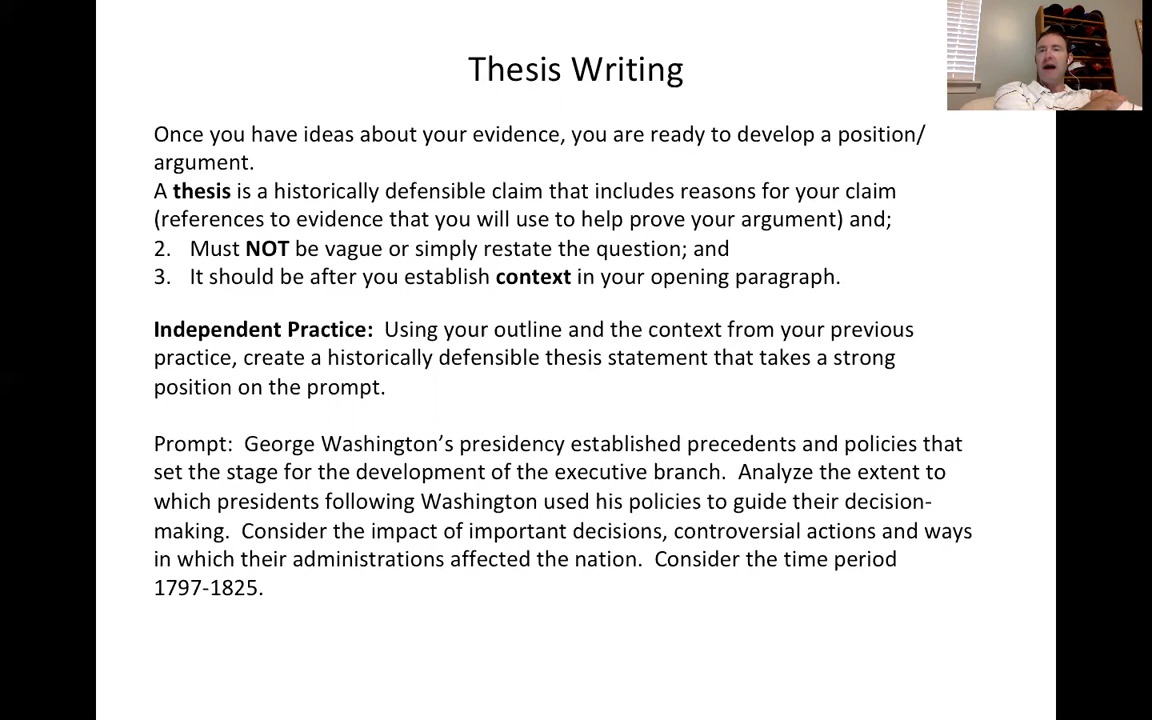 Thesis Writing
Once you have ideas about your evidence, you are ready to develop a position/
argument.
A thesis is a historically defensible claim that includes reasons for your claim
(references to evidence that you will use to help prove your argument) and;
2. Must NOT be vague or simply restate the question; and
3. It should be after you establish context in your opening paragraph.
Independent Practice: Using your outline and the context from your previous
practice, create a historically defensible thesis statement that takes a strong
position on the prompt.
Prompt: George Washington’s presidency established precedents and policies that
set the stage for the development of the executive branch. Analyze the extent to
which presidents following Washington used his policies to guide their decision-
making. Consider the impact of important decisions, controversial actions and ways
in which their administrations affected the nation. Consider the time period
1797-1825.